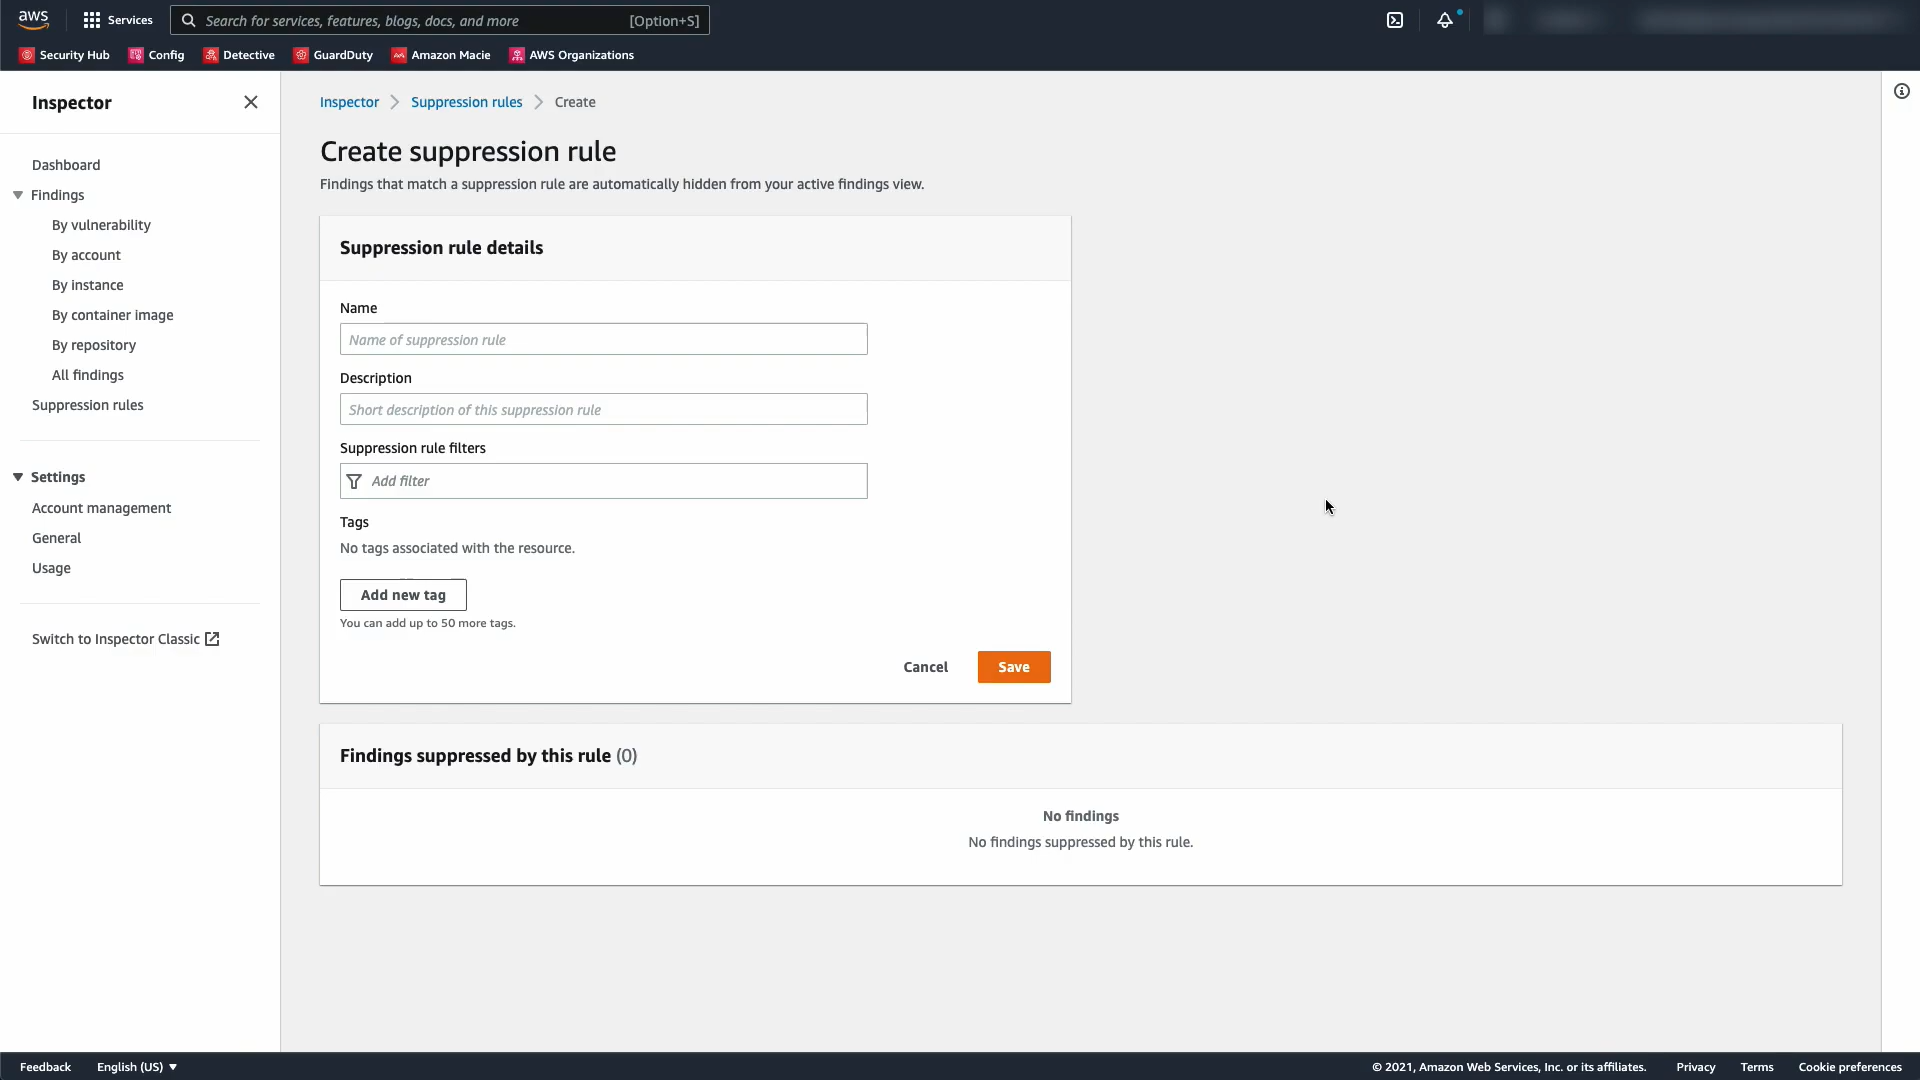 aws
Services
Search for services, features, blogs, docs, and more
[Option+S]
Security Hub
Config
Detective
GuardDuty
Amazon Macie
AWS Organizations
Inspector
Dashboard
Findings
By vulnerability
By account
By instance
By container image
By repository
All findings
Suppression rules
Settings
Account management
General
Usage
Switch to Inspector Classic
Inspector
Suppression rules
Create
Create suppression rule
Findings that match a suppression rule are automatically hidden from your active findings view.
Suppression rule details
Name
Name of suppression rule
Description
Short description of this suppression rule
Suppression rule filters
Add filter
Tags
No tags associated with the resource.
Add new tag
You can add up to 50 more tags.
Cancel
Save
Findings suppressed by this rule (0)
No findings
No findings suppressed by this rule.
Feedback
English (US)
© 2021, Amazon Web Services, Inc. or its affiliates.
Privacy
Terms
Cookie preferences